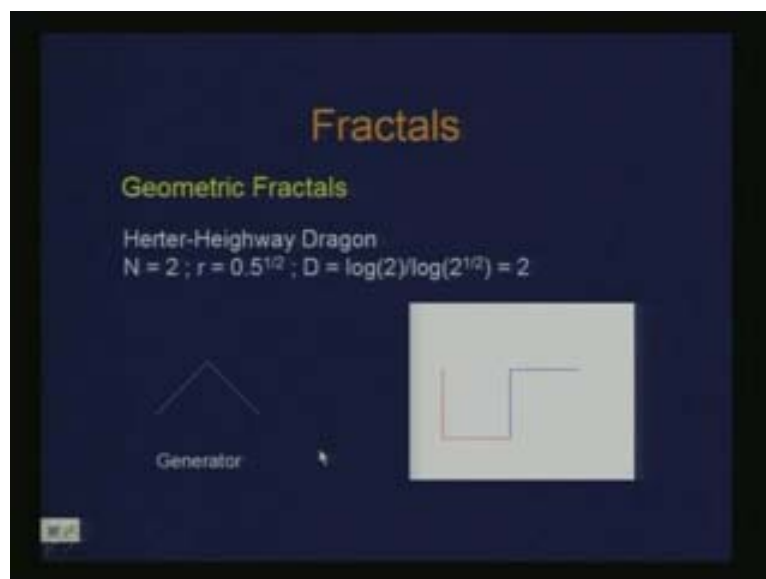 Fractals
Geometric Fractals
Herter-Heighway Dragon
N = 2 ; r = 0.5^1/2 ; D = log(2)/log(2^1/2) = 2
Generator